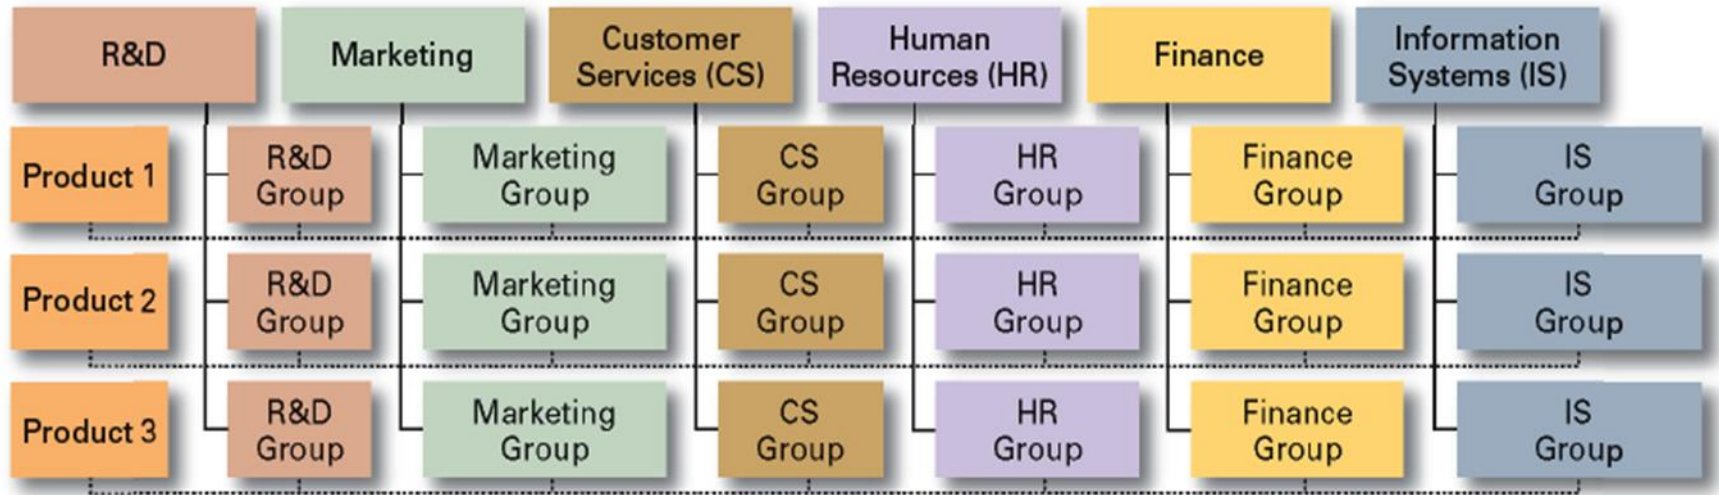 R&D
Marketing
Customer
Services (CS)
Human
Resources (HR)
Finance
Information
Systems (IS)
Product 1
R&D
Group
Marketing
Group
CS
Group
HR
Group
Finance
Group
IS
Group
Product 2
R&D
Group
Marketing
Group
CS
Group
HR
Group
Finance
Group
IS
Group
Product 3
R&D
Group
Marketing
Group
CS
Group
HR
Group
Finance
Group
IS
Group